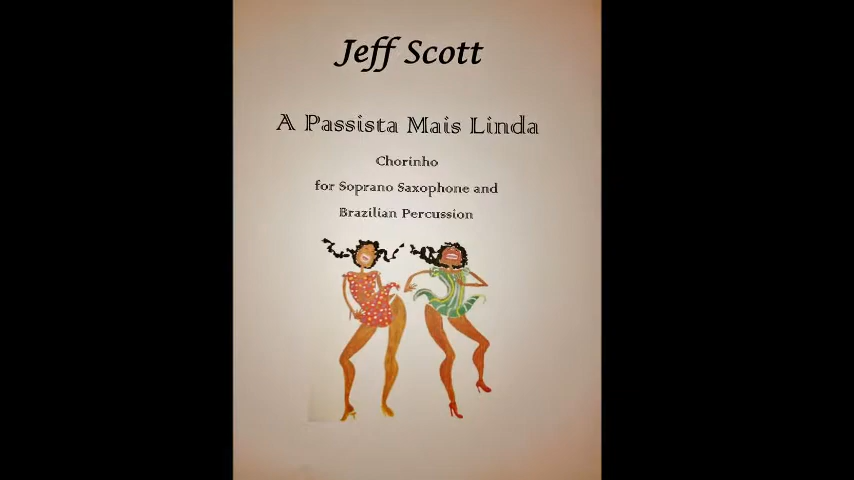 Jeff Scott
A Passista Mais Linda
Chorinho
for Soprano Saxophone and
Brazilian Percussion